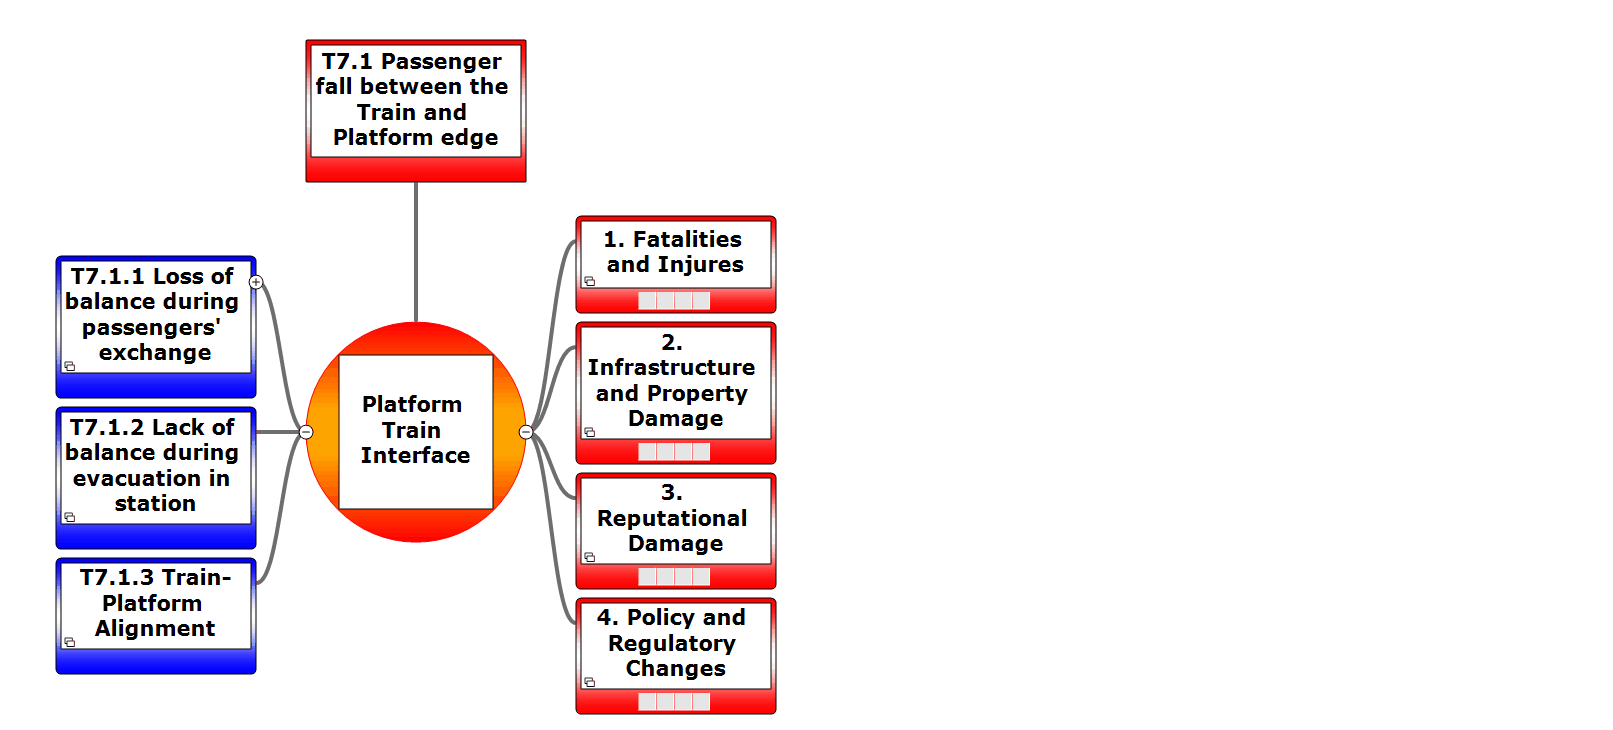 T7.1 Passenger
fall between the
Train and
Platform edge
T7.1.1 Loss of
balance during
passengers'
exchange
T7.1.2 Lack of
balance during
evacuation in
station
T7.1.3 Train-
Platform
Alignment
Platform
Train
Interface
1. Fatalities
and Injures
2.
Infrastructure
and Property
Damage
3.
Reputational
Damage
4. Policy and
Regulatory
Changes